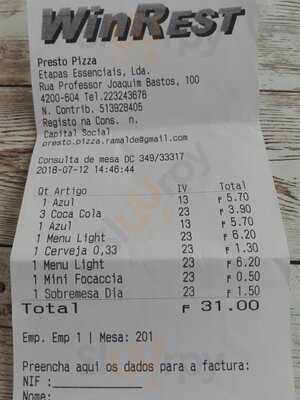 WinREST
Presto Pizza
Etapas Essenciais, Lda.
Rua Professor Joaquim Bastos, 100
4200-604 Tel.223243676
N. Contrib. 513928405
Registo na Cons. n.
Capital Social
presto.pizza.ramalde@gmail.com
Consulta de mesa DC 349/33317
2018-07-12 14:46:44
Qt Artigo IV Total
1 Azul 13 ₣ 5.70
3 Coca Cola 23 ₣ 3.90
1 Azul 13 ₣ 5.70
1 Menu Light 23 ₣ 6.20
1 Cerveja 0,33 23 ₣ 1.30
1 Menu Light 23 ₣ 6.20
1 Mini Focaccia 23 ₣ 0.50
1 Sobremesa Dia 23 ₣ 1.50
Total ₣ 31.00
Emp. Emp 1 | Mesa: 201
Preencha aqui os dados para a factura:
NIF :
Nome: